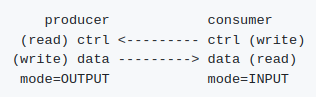 producer consumer
(read) ctrl <--------- ctrl (write)
(write) data ---------> data (read)
mode=OUTPUT mode=INPUT